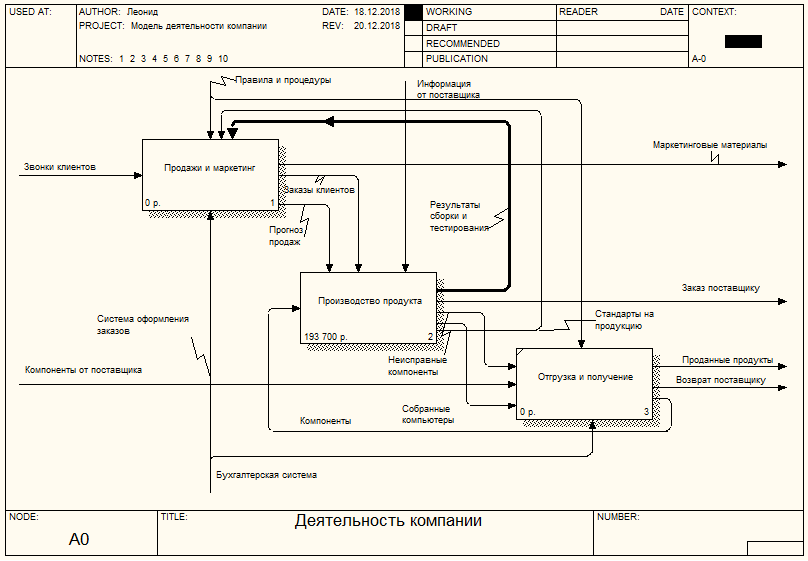 USED AT:
AUTHOR: Леонид
DATE: 18.12.2018
PROJECT: Модель деятельности компании
REV: 20.12.2018
NOTES: 1 2 3 4 5 6 7 8 9 10
WORKING
DRAFT
RECOMMENDED
PUBLICATION
READER
DATE
CONTEXT:
A-0
Правила и процедуры
Информация
от поставщика
Маркетинговые материалы
Звонки клиентов
Продажи и маркетинг
0 р.
1
Заказы клиентов
Результаты
сборки и
тестирования
Прогноз
продаж
Заказ поставщику
Производство продукта
193 700 р.
2
Система оформления
заказов
Стандарты на
продукцию
Неисправные
компоненты
Компоненты от поставщика
Отгрузка и получение
0 р.
3
Проданные продукты
Возврат поставщику
Собранные
компьютеры
Компоненты
Бухгалтерская система
NODE:
A0
TITLE:
Деятельность компании
NUMBER: